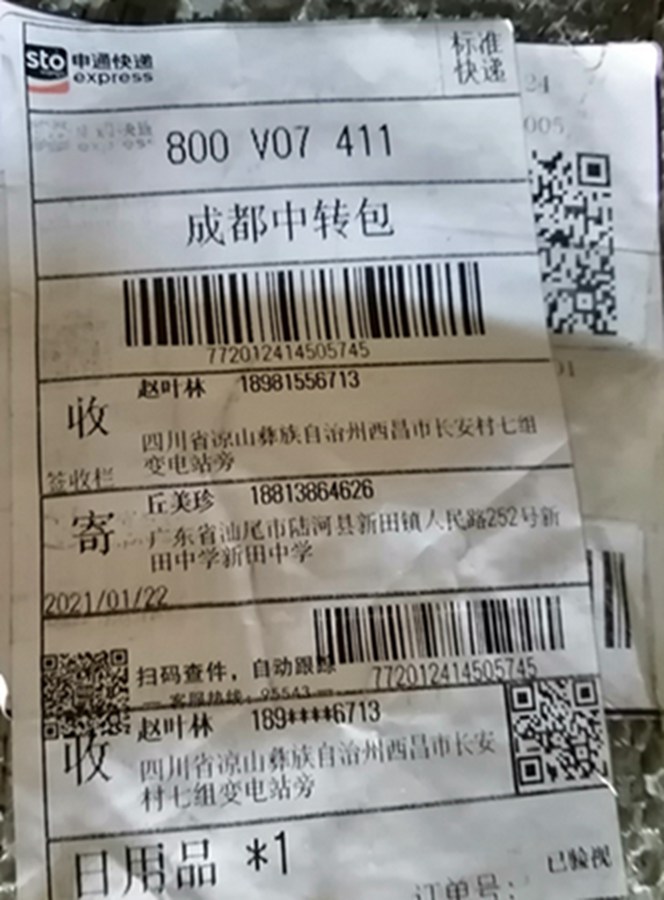 sto 申通快递
express
标准
快递
800 V07 411
成都中转包
772012414505745
收
赵叶林 18981556713
四川省凉山彝族自治州西昌市长安村七组
变电站旁
签收栏
寄
丘美珍 18813864626
广东省汕尾市陆河县新田镇人民路252号新
田中学新田中学
2021/01/22
扫码查件，自动跟踪
客服热线：95543
772012414505745
收
赵叶林 189****6713
四川省凉山彝族自治州西昌市长安
村七组变电站旁
日用品 *1
已验视
订单号：
24
005